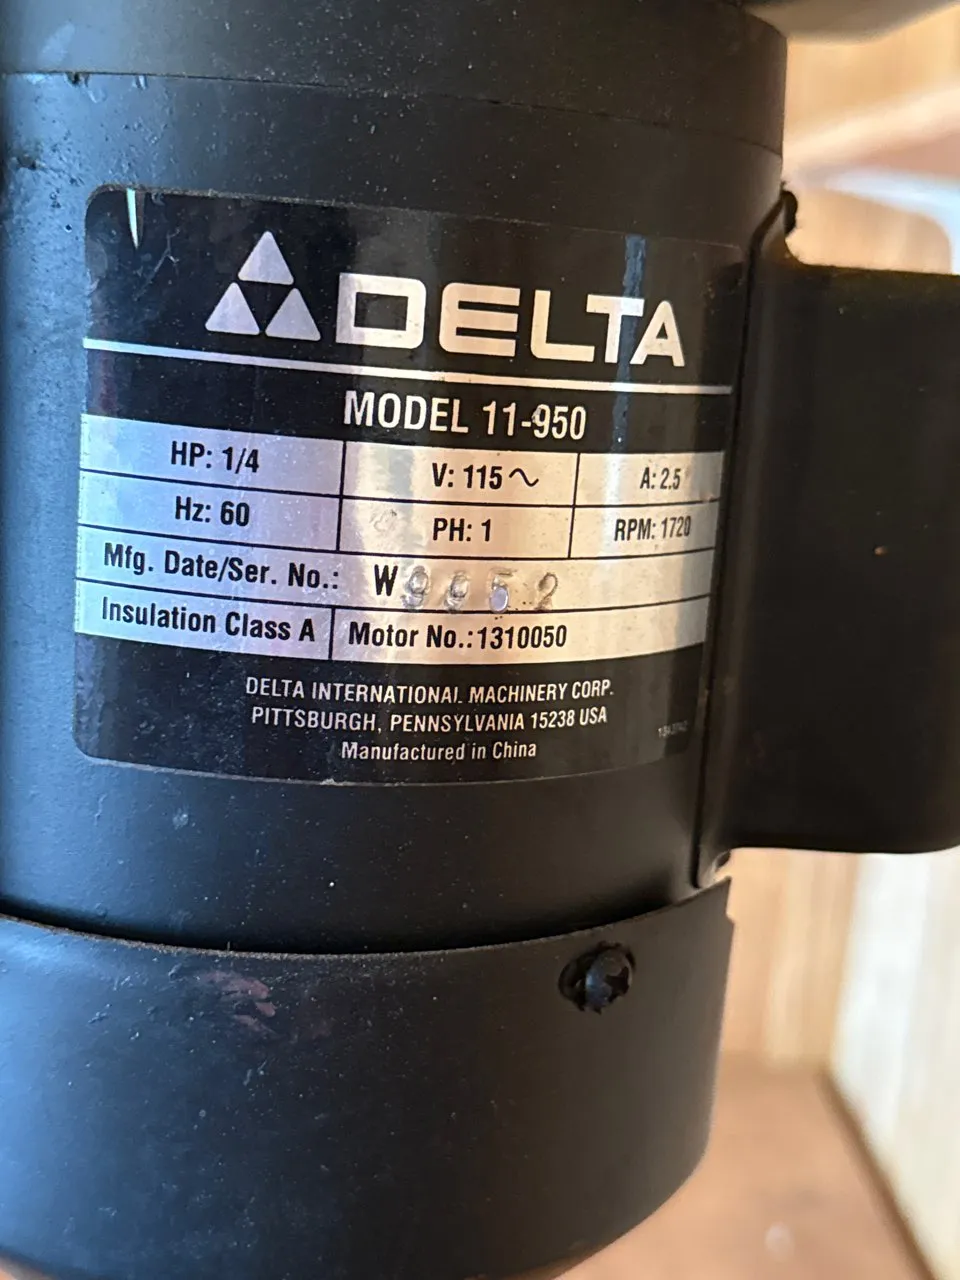 DELTA
MODEL 11-950
HP: 1/4 V: 115~ A: 2.5
Hz: 60 PH: 1 RPM: 1720
Mfg. Date/Ser. No.: W
Insulation Class A Motor No.:1310050
DELTA INTERNATIONAL MACHINERY CORP.
PITTSBURGH, PENNSYLVANIA 15238 USA
Manufactured in China